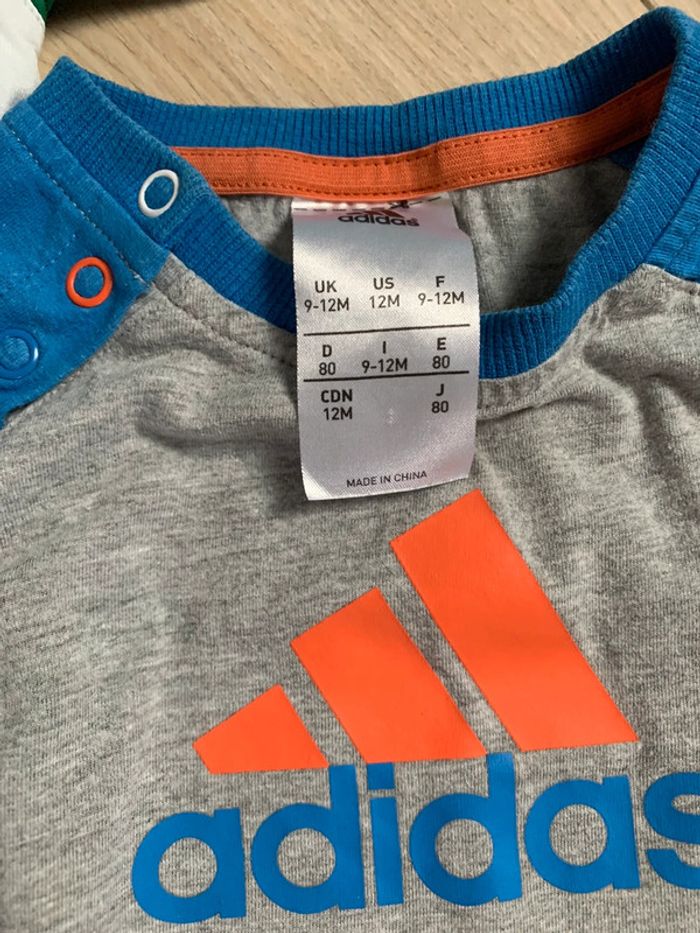 adidas
UK US F
9-12M 12M 9-12M
D I E
80 9-12M 80
CDN J
12M 80
MADE IN CHINA
adidas